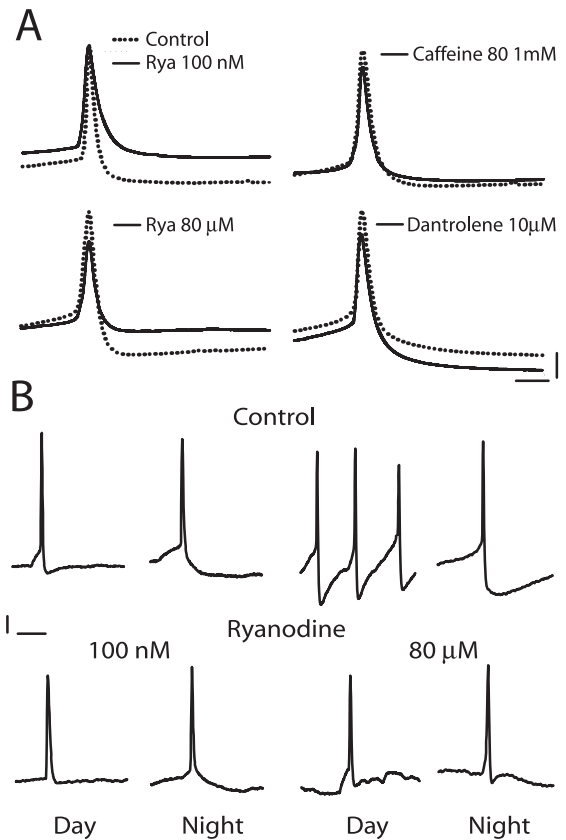 A
Control
Rya 100 nM
Caffeine 80 1mM
Rya 80 μM
Dantrolene 10μM
B
Control
Ryanodine
100 nM
80 μM
Day
Night
Day
Night